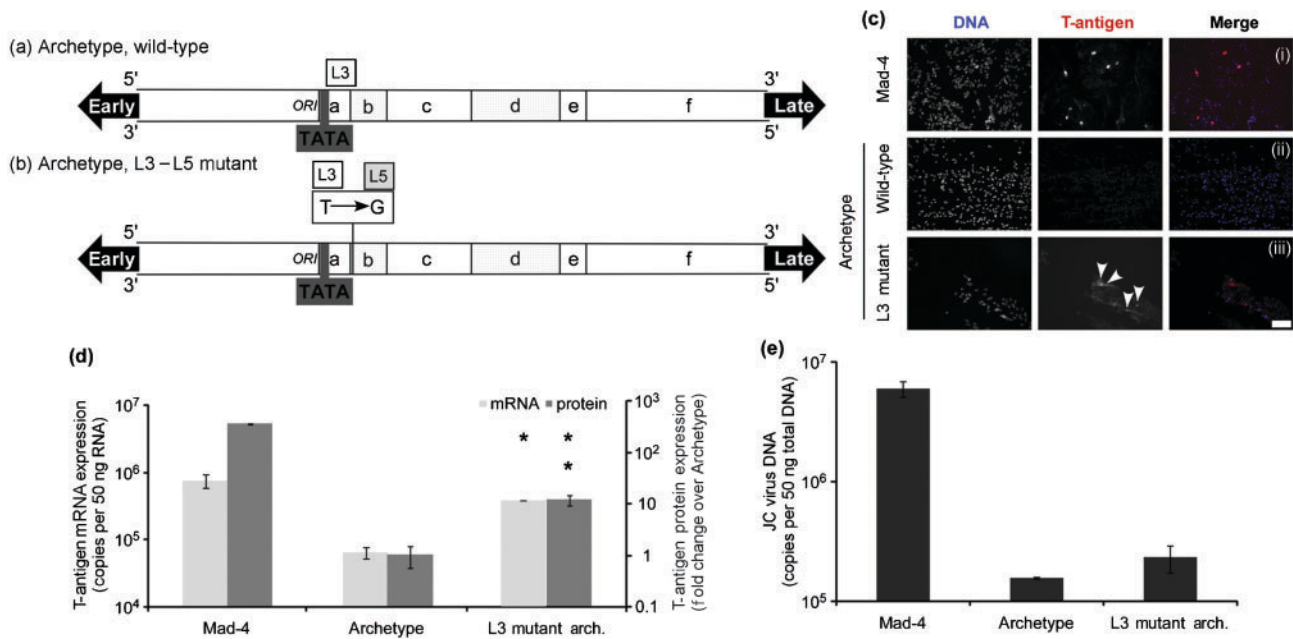 (a) Archetype, wild-type
L3
5' 3'
Early ORI a b c d e f Late
3' TATA 5'
(b) Archetype, L3–L5 mutant
L3 L5
T→G
5' 3'
Early ORI a b c d e f Late
3' TATA 5'
(c)
DNA T-antigen Merge
Mad-4 (i)
Archetype
Wild-type (ii)
L3 mutant (iii)
(d)
T-antigen mRNA expression
(copies per 50 ng RNA)
10⁷
10⁶
10⁵
10⁴
mRNA protein
* *
*
10³
10²
10
1
0.1
T-antigen protein expression
(fold change over Archetype)
Mad-4 Archetype L3 mutant arch.
(e)
JC virus DNA
(copies per 50 ng total DNA)
10⁷
10⁶
10⁵
Mad-4 Archetype L3 mutant arch.